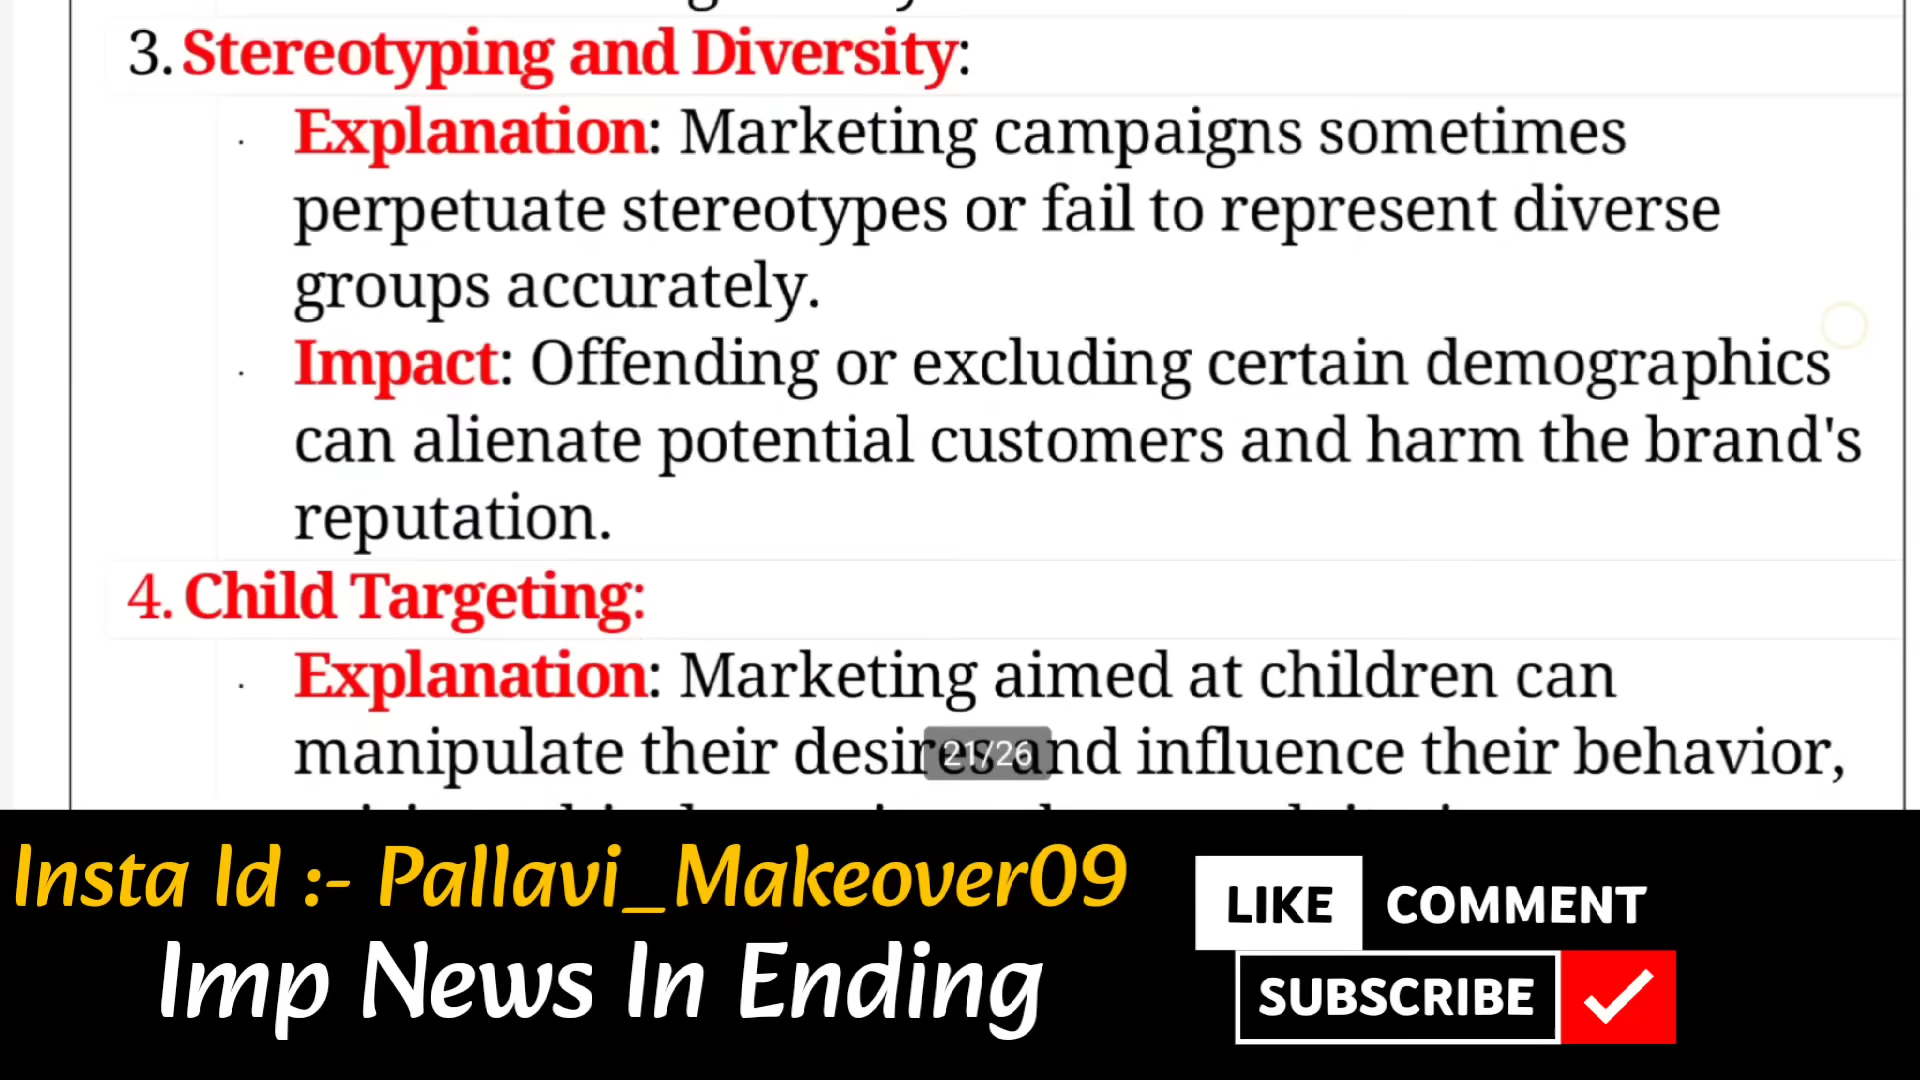 3. Stereotyping and Diversity:
· Explanation: Marketing campaigns sometimes
perpetuate stereotypes or fail to represent diverse
groups accurately.
· Impact: Offending or excluding certain demographics
can alienate potential customers and harm the brand's
reputation.
4. Child Targeting:
· Explanation: Marketing aimed at children can
manipulate their desires and influence their behavior,
21/26
Insta Id :- Pallavi_Makeover09
Imp News In Ending
LIKE COMMENT
SUBSCRIBE